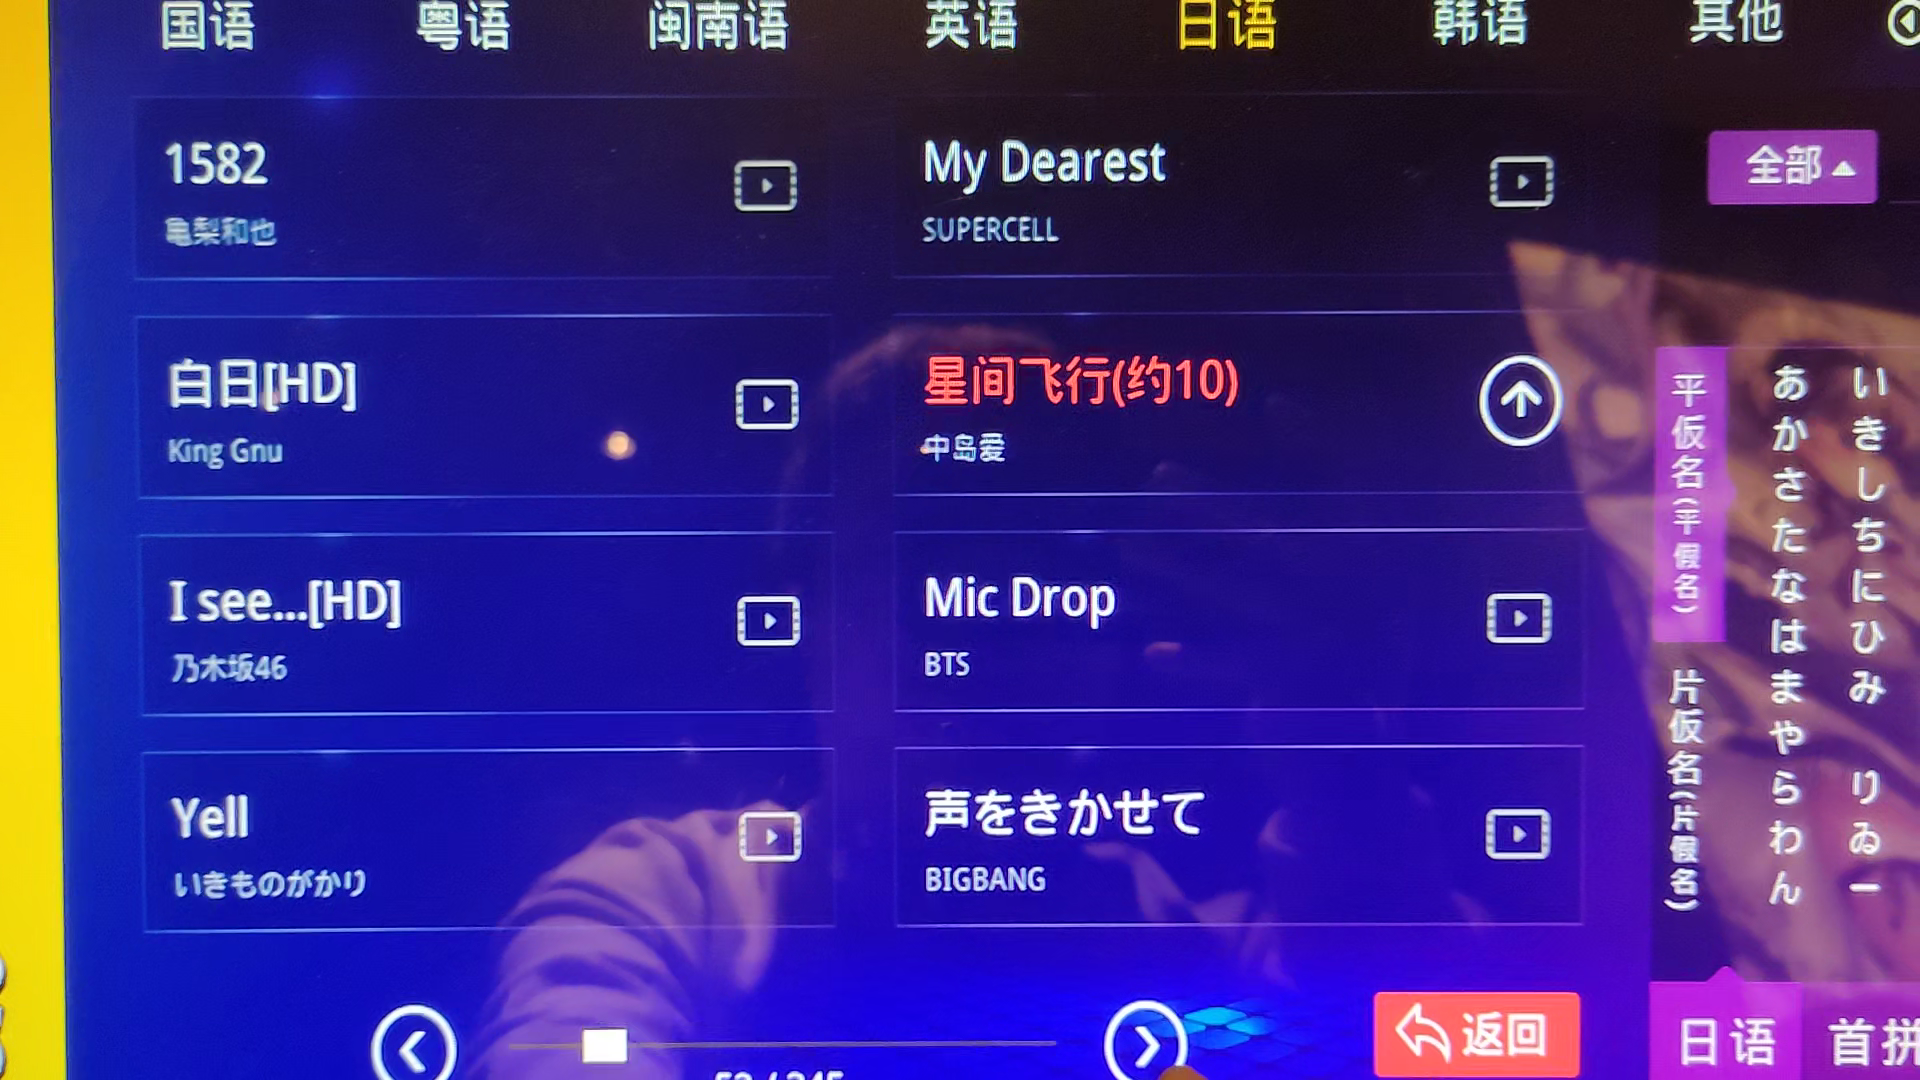 国语 粤语 闽南语 英语 日语 韩语 其他
1582
亀梨和也
My Dearest
SUPERCELL
全部
白日[HD]
King Gnu
星间飞行(约10)
中岛爱
I see...[HD]
乃木坂46
Mic Drop
BTS
Yell
いきものがかり
声をきかせて
BIGBANG
平仮名(平假名)
片仮名(片假名)
あかさたなはまやらわん
いきしちにひみ りゐー
返回
日语
首拼